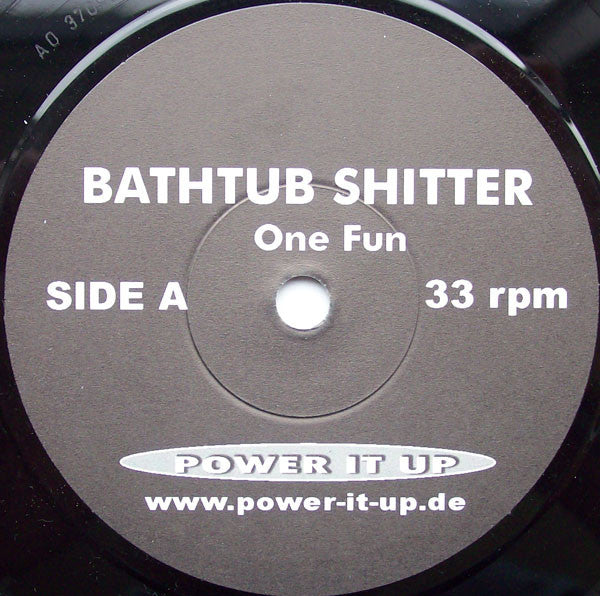 BATHTUB SHITTER
One Fun
SIDE A
33 rpm
POWER IT UP
www.power-it-up.de